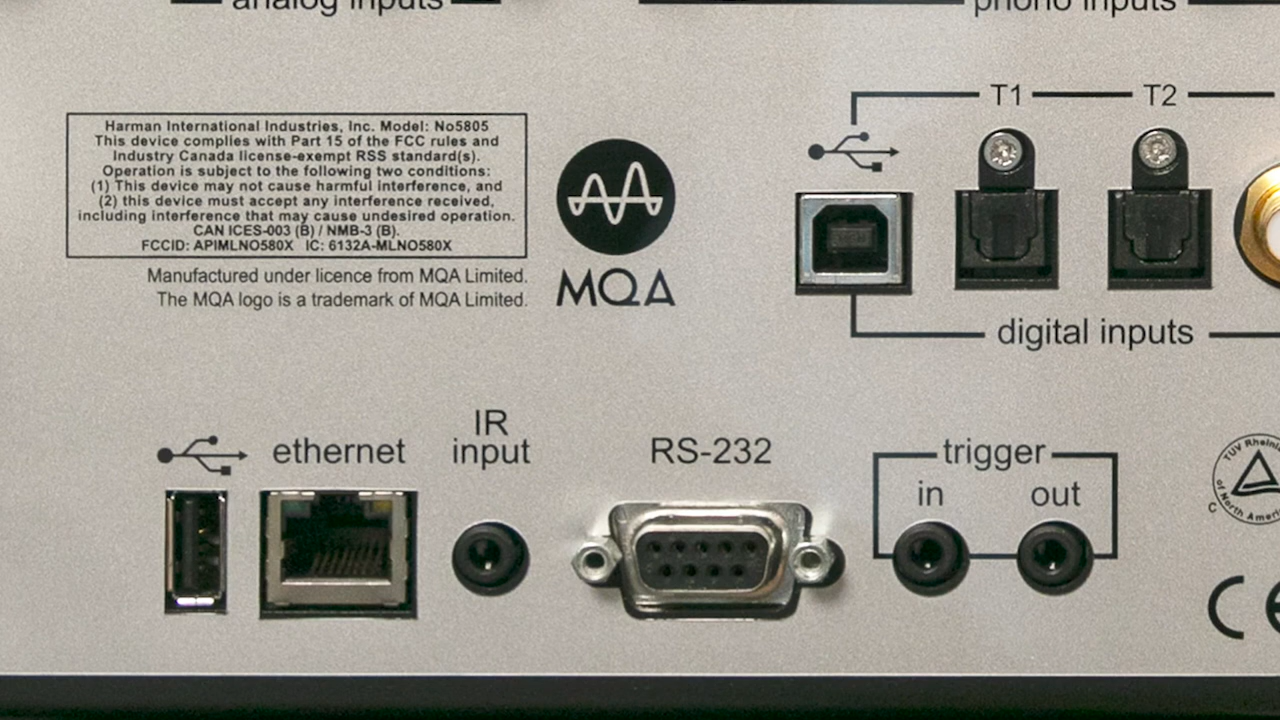 analog inputs
phono inputs
T1 T2
Harman International Industries, Inc. Model: No5805
This device complies with Part 15 of the FCC rules and
Industry Canada license-exempt RSS standard(s).
Operation is subject to the following two conditions:
(1) This device may not cause harmful interference, and
(2) this device must accept any interference received,
including interference that may cause undesired operation.
CAN ICES-003 (B) / NMB-3 (B).
FCCID: APIMLNO580X IC: 6132A-MLNO580X
Manufactured under licence from MQA Limited.
The MQA logo is a trademark of MQA Limited.
MQA
digital inputs
ethernet
IR
input
RS-232
trigger
in out
TUV
of North
C
CE